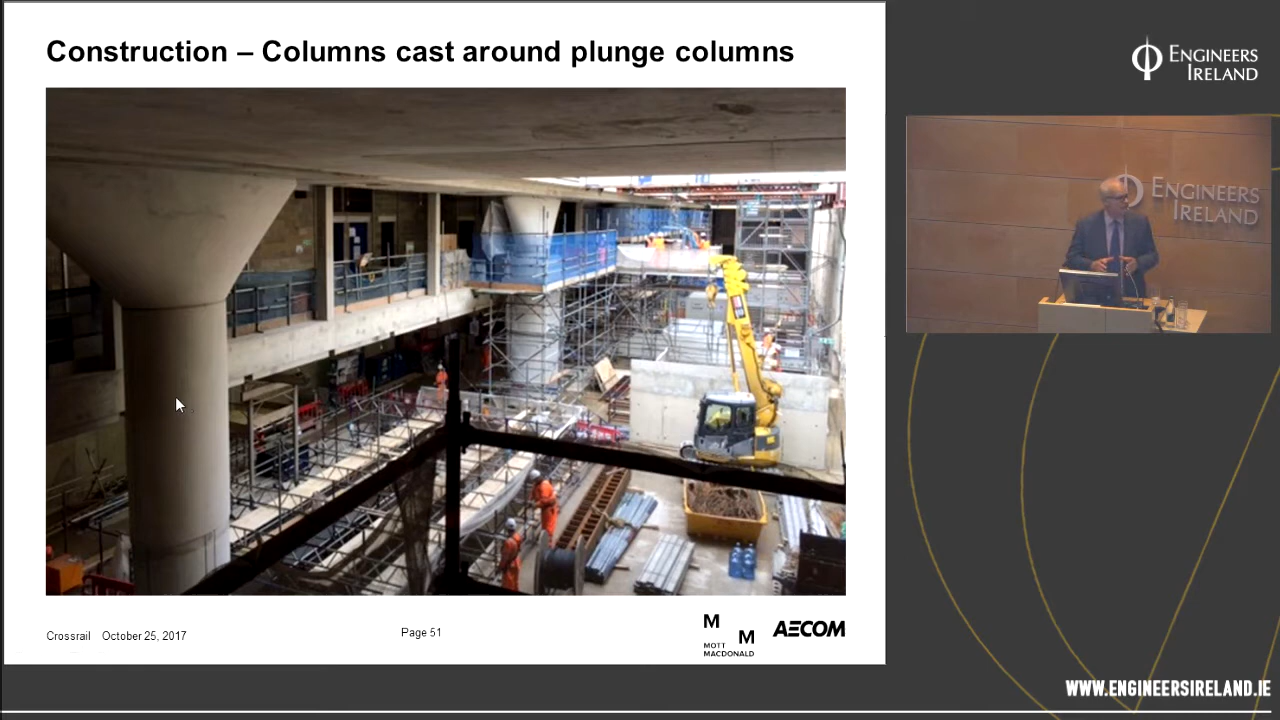 Construction – Columns cast around plunge columns
ENGINEERS
IRELAND
ENGINEERS
IRELAND
Crossrail October 25, 2017
Page 51
M
M
MOTT
MACDONALD
AECOM
WWW.ENGINEERSIRELAND.IE